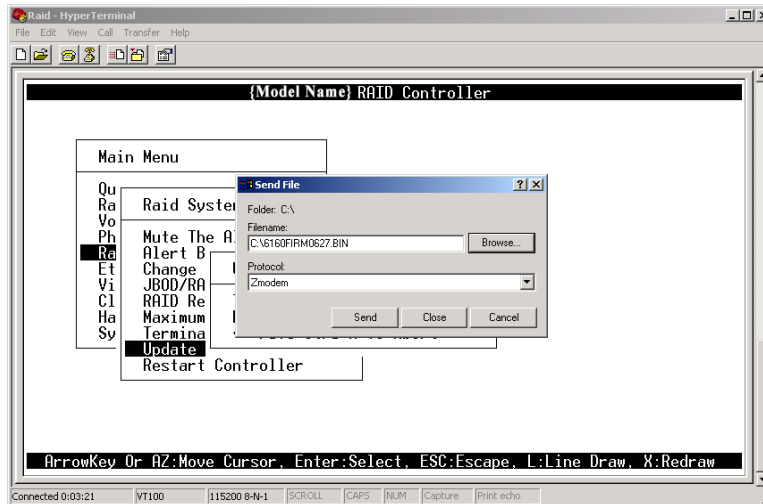 Raid - HyperTerminal
File Edit View Call Transfer Help
{Model Name} RAID Controller
Main Menu
Qu
Ra
Vo
Ph
Ra
Et
Vi
Cl
Ha
Sy
Raid Syste
Mute The A
Alert B
Change
JBOD/RA
RAID Re
Maximum
Termina
Update
Restart Controller
Send File
Folder: C:\
Filename:
C:\6160FIRM0627.BIN
Browse...
Protocol:
Zmodem
Send Close Cancel
ArrowKey Or AZ:Move Cursor, Enter:Select, ESC:Escape, L:Line Draw, X:Redraw
Connected 0:03:21 VT100 115200 8-N-1 SCROLL CAPS NUM Capture Print echo